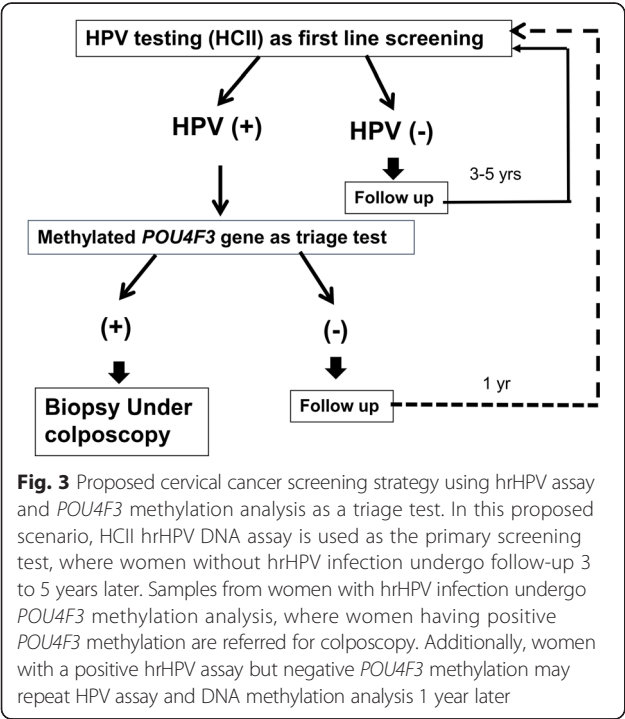 HPV testing (HCII) as first line screening
HPV (+)
HPV (-)
3-5 yrs
Follow up
Methylated POU4F3 gene as triage test
(+)
(-)
1 yr
Biopsy Under
colposcopy
Follow up
Fig. 3 Proposed cervical cancer screening strategy using hrHPV assay
and POU4F3 methylation analysis as a triage test. In this proposed
scenario, HCII hrHPV DNA assay is used as the primary screening
test, where women without hrHPV infection undergo follow-up 3
to 5 years later. Samples from women with hrHPV infection undergo
POU4F3 methylation analysis, where women having positive
POU4F3 methylation are referred for colposcopy. Additionally, women
with a positive hrHPV assay but negative POU4F3 methylation may
repeat HPV assay and DNA methylation analysis 1 year later